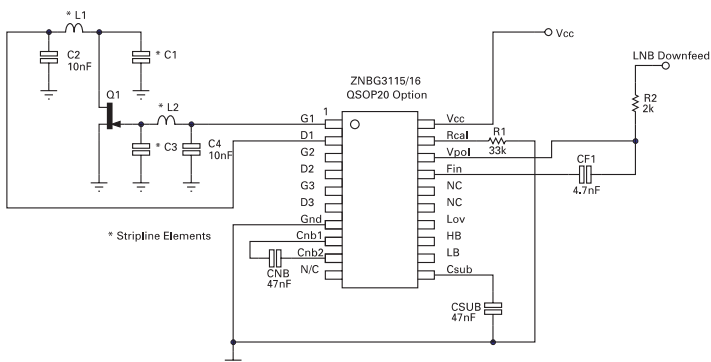 * L1
C2
10nF
* C1
Q1
* L2
* C3
C4
10nF
ZNBG3115/16
QSOP20 Option
1
G1
D1
G2
D2
G3
D3
Gnd
Cnb1
Cnb2
N/C
Vcc
Rcal
Vpol
Fin
NC
NC
Lov
HB
LB
Csub
Vcc
LNB Downfeed
R2
2k
R1
33k
CF1
4.7nF
* Stripline Elements
CNB
47nF
CSUB
47nF